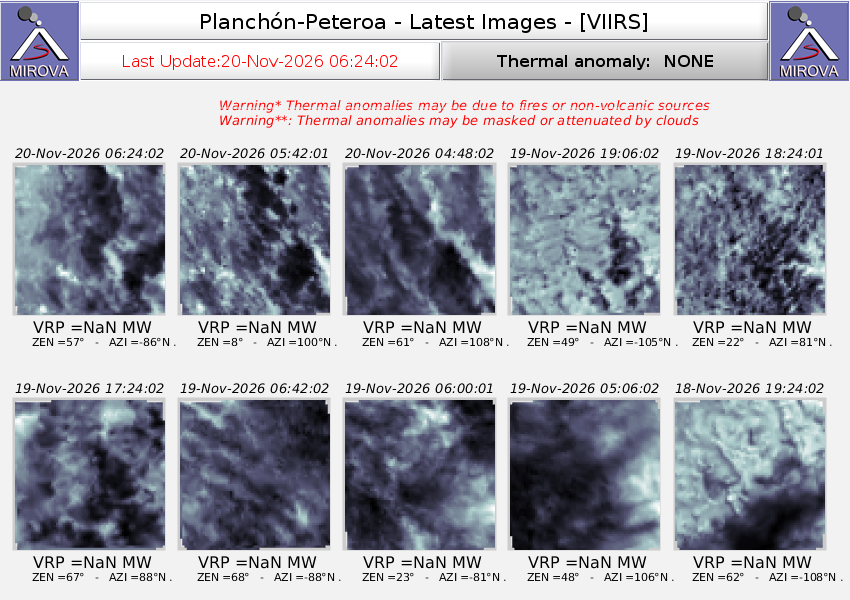 Planchón-Peteroa - Latest Images - [VIIRS]
MIROVA
Last Update:20-Nov-2026 06:24:02
Thermal anomaly: NONE
MIROVA
Warning* Thermal anomalies may be due to fires or non-volcanic sources
Warning**: Thermal anomalies may be masked or attenuated by clouds
20-Nov-2026 06:24:02 20-Nov-2026 05:42:01 20-Nov-2026 04:48:02 19-Nov-2026 19:06:02 19-Nov-2026 18:24:01
VRP =NaN MW VRP =NaN MW VRP =NaN MW VRP =NaN MW VRP =NaN MW
ZEN =57° - AZI =-86°N . ZEN =8° - AZI =100°N . ZEN =61° - AZI =108°N . ZEN =49° - AZI =-105°N . ZEN =22° - AZI =81°N .
19-Nov-2026 17:24:02 19-Nov-2026 06:42:02 19-Nov-2026 06:00:01 19-Nov-2026 05:06:02 18-Nov-2026 19:24:02
VRP =NaN MW VRP =NaN MW VRP =NaN MW VRP =NaN MW VRP =NaN MW
ZEN =67° - AZI =88°N . ZEN =68° - AZI =-88°N . ZEN =23° - AZI =-81°N . ZEN =48° - AZI =106°N . ZEN =62° - AZI =-108°N .